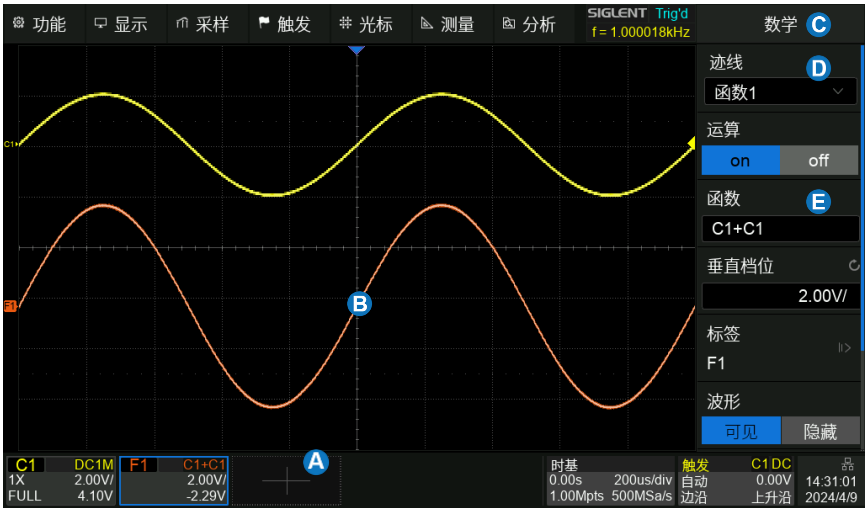 功能 显示 采样 触发 光标 测量 分析
SIGLENT Trig'd
f = 1.000018kHz
数学 C
迹线 D
函数1
运算
on off
函数 E
C1+C1
垂直档位
2.00V/
标签
F1
波形
可见 隐藏
C1
F1
B
A
C1 DC1M
1X 2.00V/
FULL 4.10V
F1 C1+C1
2.00V/
-2.29V
时基
0.00s 200us/div
1.00Mpts 500MSa/s
触发 C1 DC
自动 0.00V
边沿 上升沿
14:31:01
2024/4/9